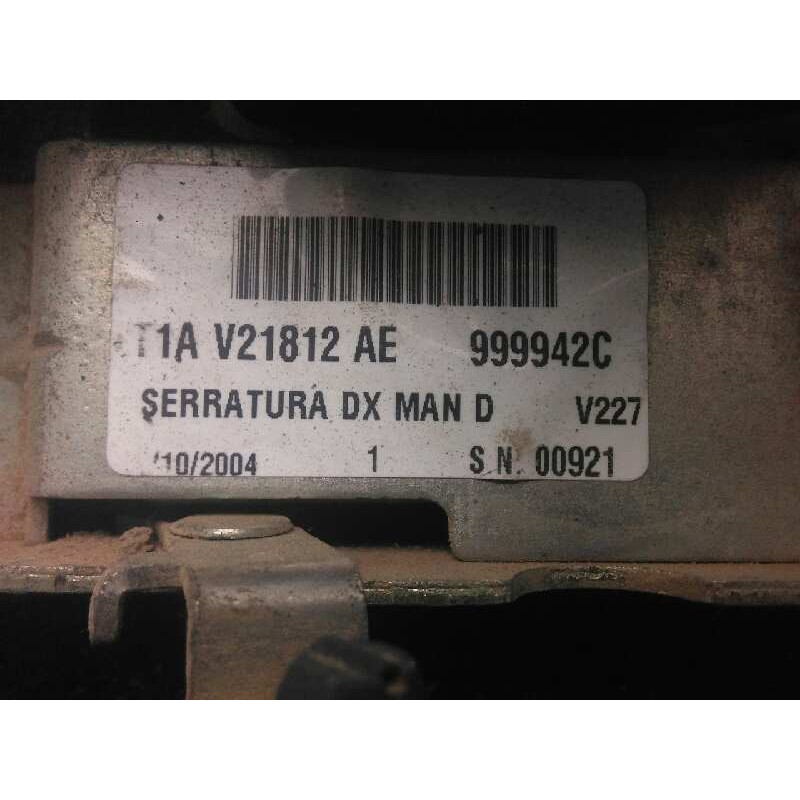 T1A V21812 AE 999942C
SERRATURA DX MAN D V227
/10/2004 1 S N. 00921